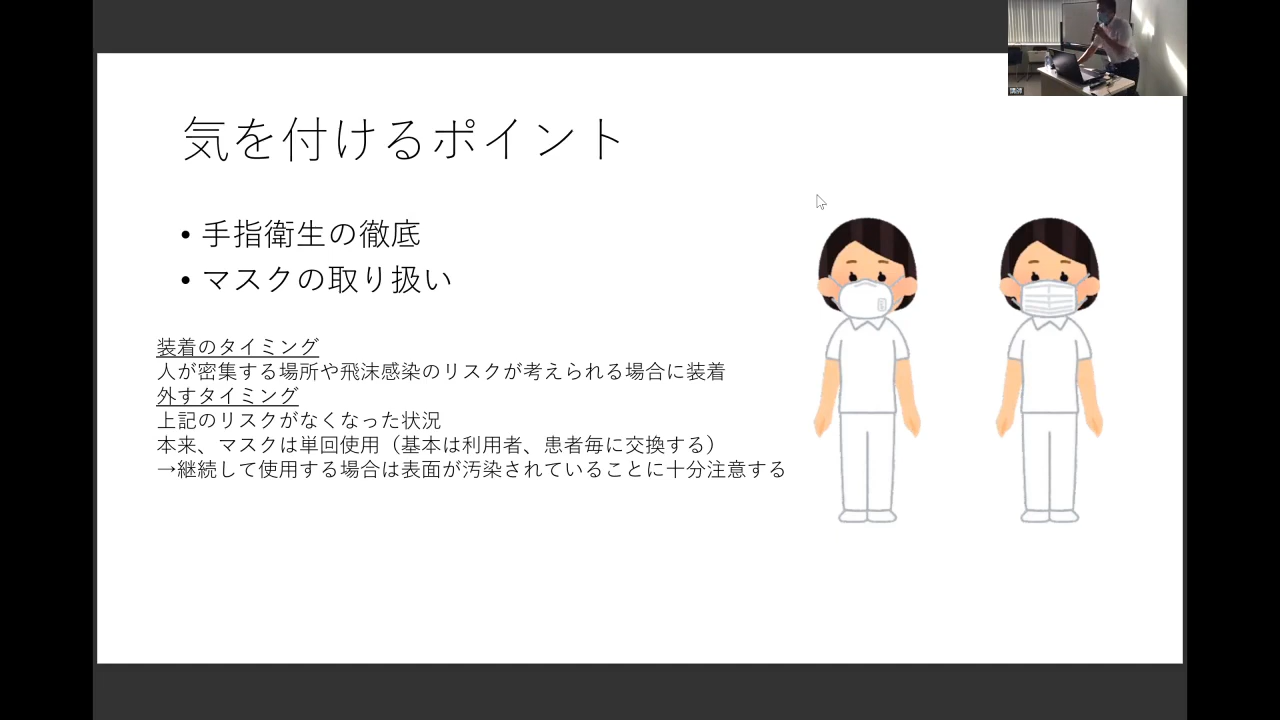 気を付けるポイント
• 手指衛生の徹底
• マスクの取り扱い
装着のタイミング
人が密集する場所や飛沫感染のリスクが考えられる場合に装着
外すタイミング
上記のリスクがなくなった状況
本来、マスクは単回使用（基本は利用者、患者毎に交換する）
→継続して使用する場合は表面が汚染されていることに十分注意する
講師